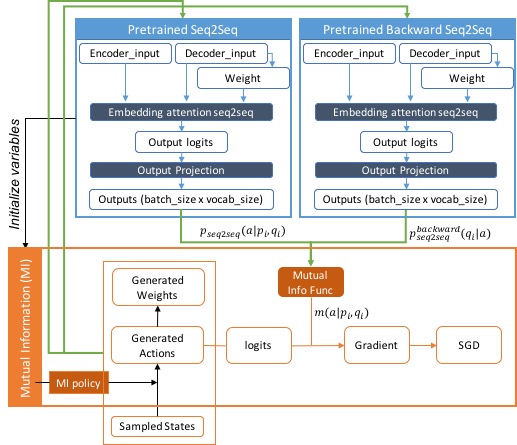 Pretrained Seq2Seq
Encoder_input
Decoder_input
Weight
Embedding attention seq2seq
Output logits
Output Projection
Outputs (batch_size x vocab_size)
Pretrained Backward Seq2Seq
Encoder_input
Decoder_input
Weight
Embedding attention seq2seq
Output logits
Output Projection
Outputs (batch_size x vocab_size)
Initialize variables
p_{seq2seq}(a|p_i, q_i)
p_{seq2seq}^{backward}(q_i|a)
Mutual Information (MI)
Generated
Weights
Mutual
Info Func
m(a|p_i, q_i)
Generated
Actions
logits
Gradient
SGD
MI policy
Sampled States